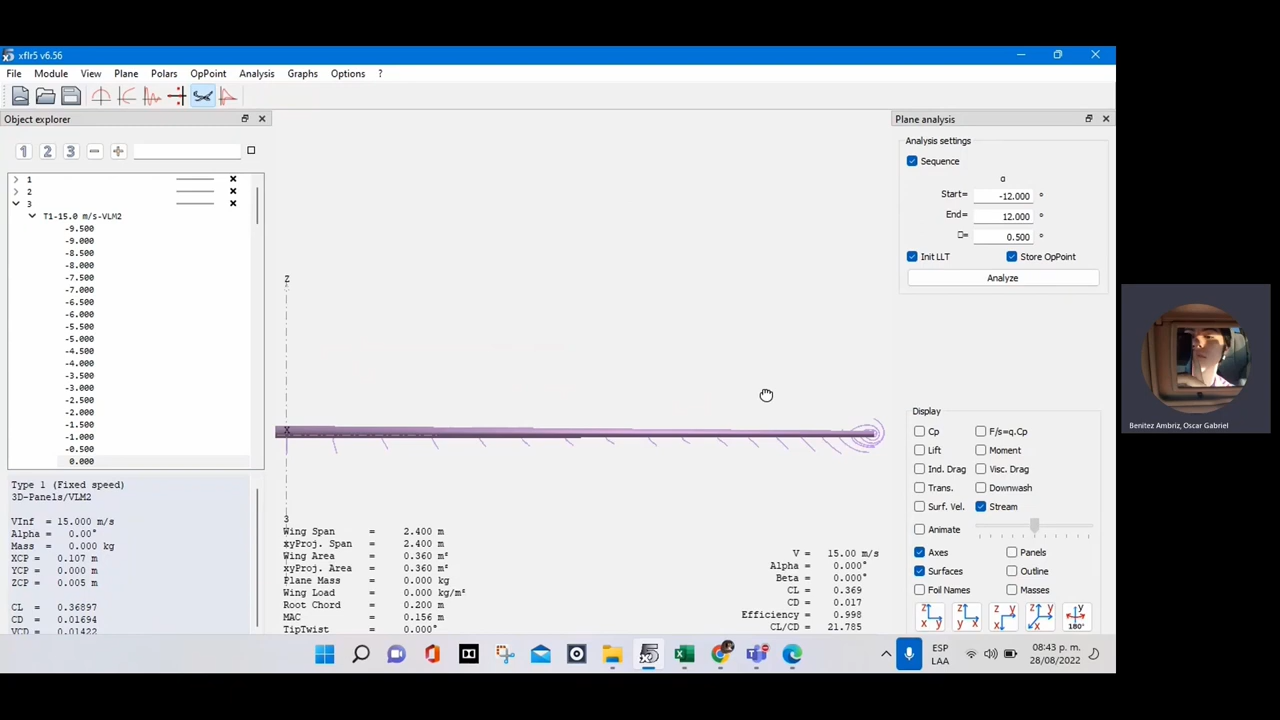 xflr5 v6.56
File Module View Plane Polars OpPoint Analysis Graphs Options ?
Object explorer
1 2 3
1
2
3
T1-15.0 m/s-VLM2
-9.500
-9.000
-8.500
-8.000
-7.500
-7.000
-6.500
-6.000
-5.500
-5.000
-4.500
-4.000
-3.500
-3.000
-2.500
-2.000
-1.500
-1.000
-0.500
0.000
Type 1 (Fixed speed)
3D-Panels/VLM2
VInf = 15.000 m/s
Alpha = 0.00°
Mass = 0.000 kg
XCP = 0.107 m
YCP = 0.000 m
ZCP = 0.005 m
CL = 0.36897
CD = 0.01694
VCD = 0.01422
Z
X
3
Wing Span = 2.400 m
xyProj. Span = 2.400 m
Wing Area = 0.360 m²
xyProj. Area = 0.360 m²
Plane Mass = 0.000 kg
Wing Load = 0.000 kg/m²
Root Chord = 0.200 m
MAC = 0.156 m
TipTwist = 0.000°
V = 15.00 m/s
Alpha = 0.000°
Beta = 0.000°
CL = 0.369
CD = 0.017
Efficiency = 0.998
CL/CD = 21.785
Plane analysis
Analysis settings
Sequence
α
Start= -12.000 °
End= 12.000 °
□= 0.500 °
Init LLT Store OpPoint
Analyze
Display
Cp F/s=q.Cp
Lift Moment
Ind. Drag Visc. Drag
Trans. Downwash
Surf. Vel. Stream
Animate
Axes Panels
Surfaces Outline
Foil Names Masses
Z X y Z X y Z y X Z y X y 180°
Benitez Ambriz, Oscar Gabriel
ESP
LAA
08:43 p. m.
28/08/2022